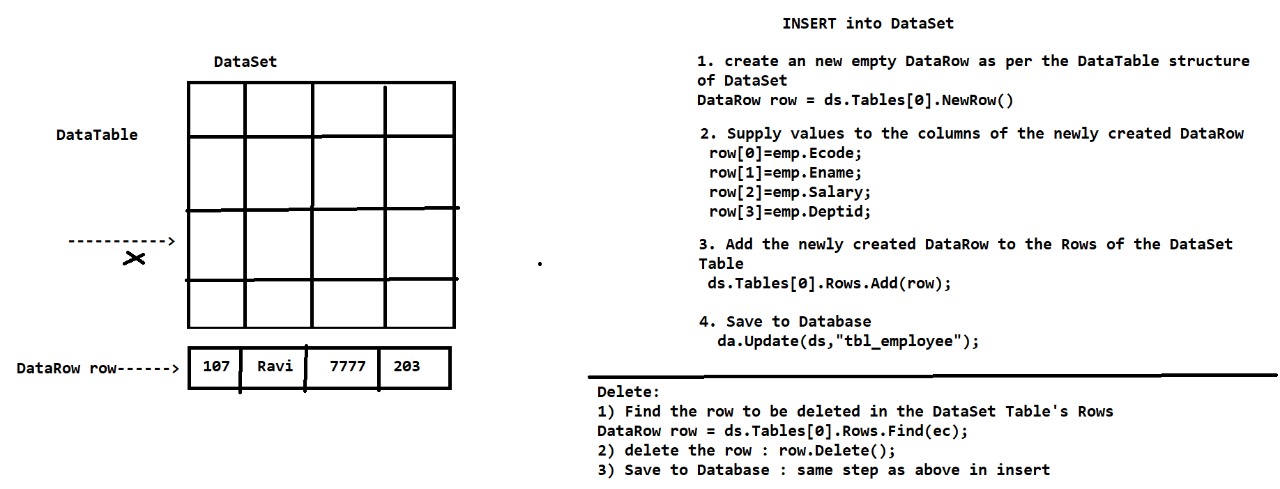 DataSet
DataTable
DataRow row------>
107 Ravi 7777 203
INSERT into DataSet
1. create an new empty DataRow as per the DataTable structure
of DataSet
DataRow row = ds.Tables[0].NewRow()
2. Supply values to the columns of the newly created DataRow
row[0]=emp.Ecode;
row[1]=emp.Ename;
row[2]=emp.Salary;
row[3]=emp.Deptid;
3. Add the newly created DataRow to the Rows of the DataSet
Table
ds.Tables[0].Rows.Add(row);
4. Save to Database
da.Update(ds,"tbl_employee");
Delete:
1) Find the row to be deleted in the DataSet Table's Rows
DataRow row = ds.Tables[0].Rows.Find(ec);
2) delete the row : row.Delete();
3) Save to Database : same step as above in insert